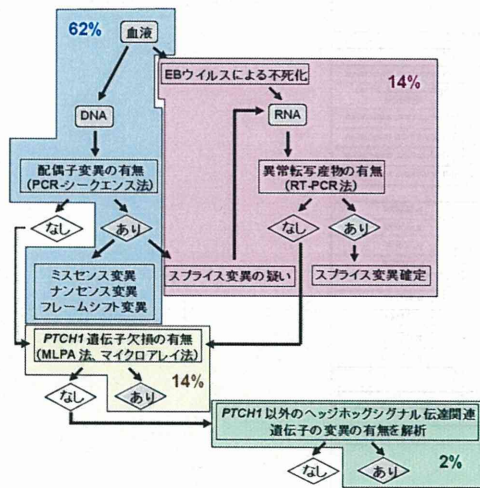 62%
血液
EBウイルスによる不死化
14%
DNA
RNA
配偶子変異の有無
(PCR-シークエンス法)
異常転写産物の有無
(RT-PCR法)
なし
あり
なし
あり
ミスセンス変異
ナンセンス変異
フレームシフト変異
スプライス変異の疑い
スプライス変異確定
PTCH1遺伝子欠損の有無
(MLPA法、マイクロアレイ法)
なし
あり
14%
PTCH1以外のヘッジホッグシグナル伝達関連
遺伝子の変異の有無を解析
なし
あり
2%